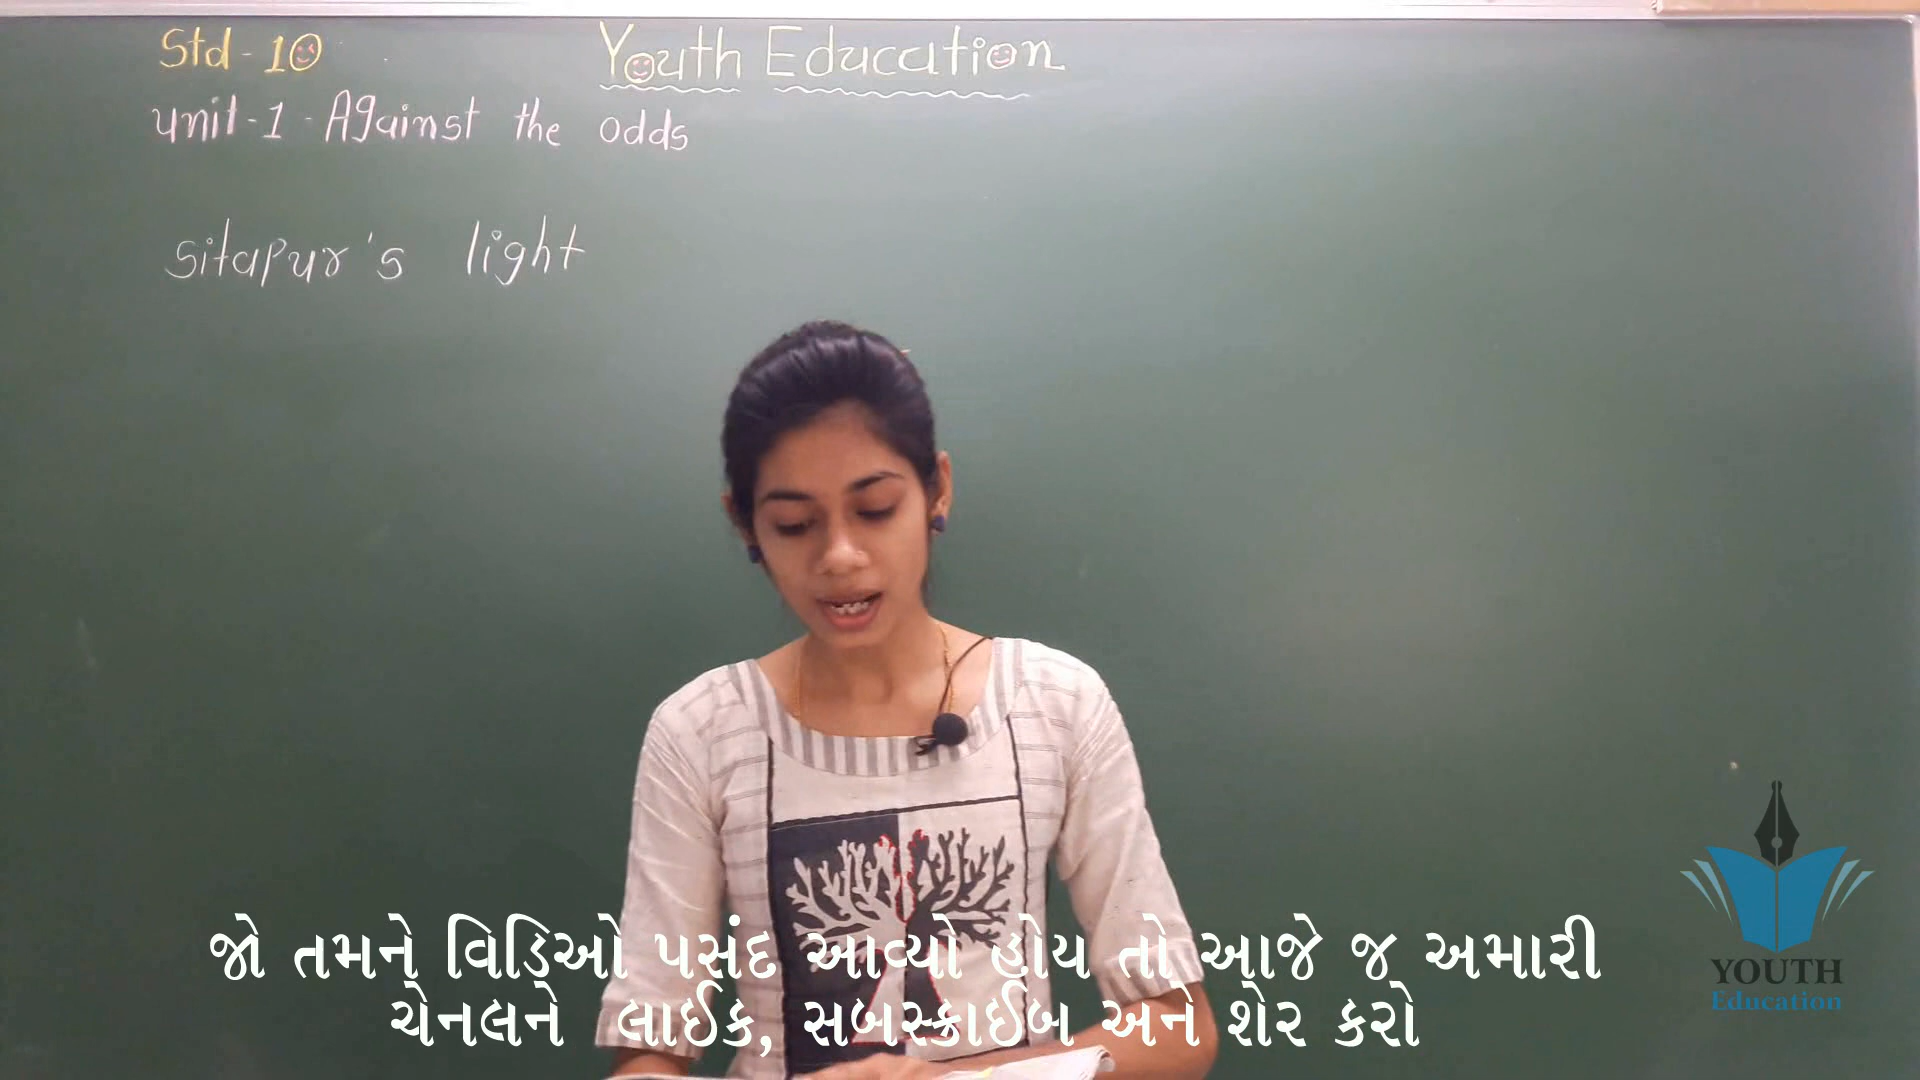 Std - 10
Youth Education
unit-1 - Against the odds
sitapur's light
જો તમને વિડિઓ પસંદ આવ્યો હોય તો આજે જ અમારી
ચેનલને લાઈક, સબસ્ક્રાઈબ અને શેર કરો
YOUTH
Education